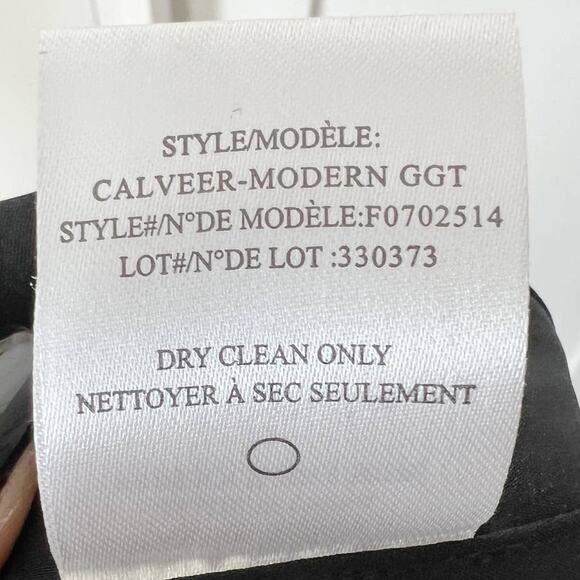 STYLE/MODÈLE:
CALVEER-MODERN GGT
STYLE#/N°DE MODÈLE:F0702514
LOT#/N°DE LOT :330373
DRY CLEAN ONLY
NETTOYER À SEC SEULEMENT